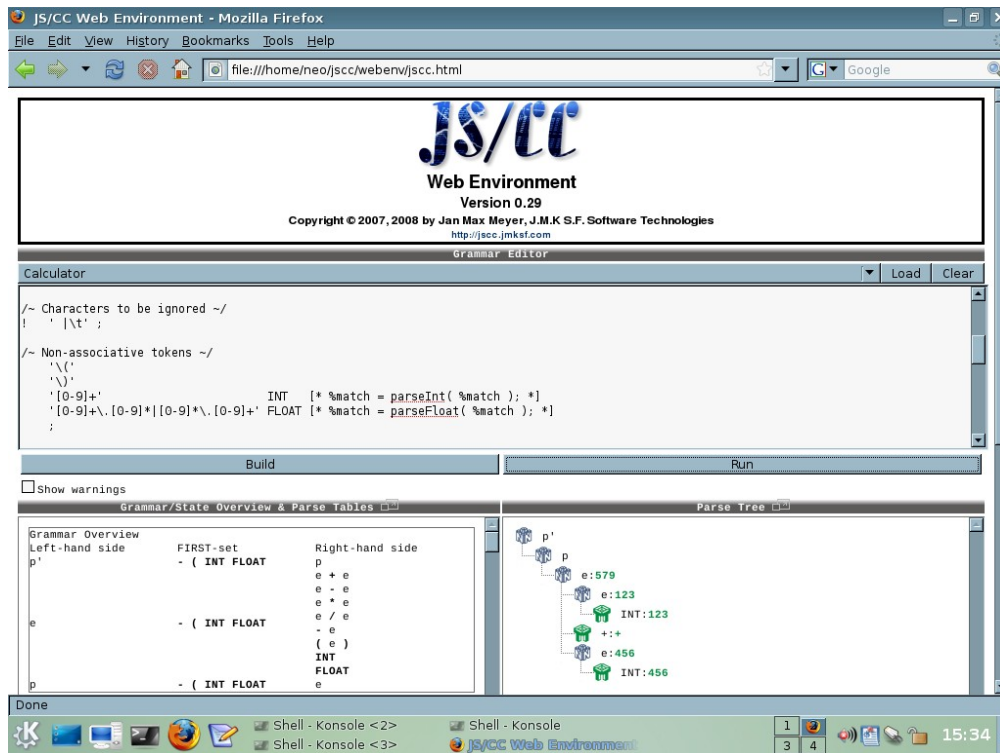 JS/CC Web Environment - Mozilla Firefox
File Edit View History Bookmarks Tools Help
file:///home/neo/jscc/webenv/jscc.html
G Google
JS/CC
Web Environment
Version 0.29
Copyright © 2007, 2008 by Jan Max Meyer, J.M.K S.F. Software Technologies
http://jscc.jmksf.com
Grammar Editor
Calculator Load Clear
/~ Characters to be ignored ~/
! ' |\t' ;
/~ Non-associative tokens ~/
'\('
'\)'
'[0-9]+' INT [* %match = parseInt( %match ); *]
'[0-9]+\.[0-9]*|[0-9]*\.[0-9]+' FLOAT [* %match = parseFloat( %match ); *]
;
Build Run
Show warnings
Grammar/State Overview & Parse Tables
Grammar Overview
Left-hand side FIRST-set Right-hand side
p' - ( INT FLOAT p
e + e
e - e
e * e
e / e
e - ( INT FLOAT
- e
( e )
INT
FLOAT
p - ( INT FLOAT e
Parse Tree
p'
p
e:579
e:123
INT:123
+:+
e:456
INT:456
Done
Shell - Konsole <2>
Shell - Konsole <3>
Shell - Konsole
JS/CC Web Environment
1
3 4
15:34